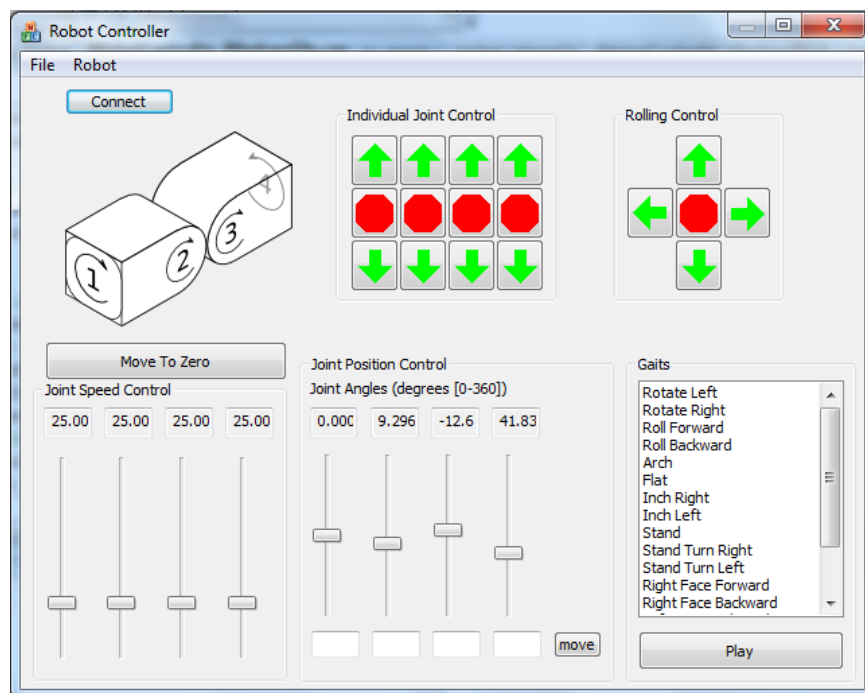 Robot Controller
File Robot
Connect
Individual Joint Control
Rolling Control
1
2
3
4
Move To Zero
Joint Speed Control
25.00 25.00 25.00 25.00
Joint Position Control
Joint Angles (degrees [0-360])
0.000 9.296 -12.6 41.83
move
Gaits
Rotate Left
Rotate Right
Roll Forward
Roll Backward
Arch
Flat
Inch Right
Inch Left
Stand
Stand Turn Right
Stand Turn Left
Right Face Forward
Right Face Backward
Play